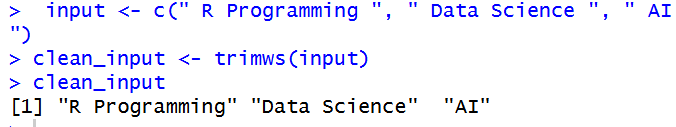 >  input <- c(" R Programming ", " Data Science ", " AI
")
> clean_input <- trimws(input)
> clean_input
[1] "R Programming" "Data Science"  "AI"
>